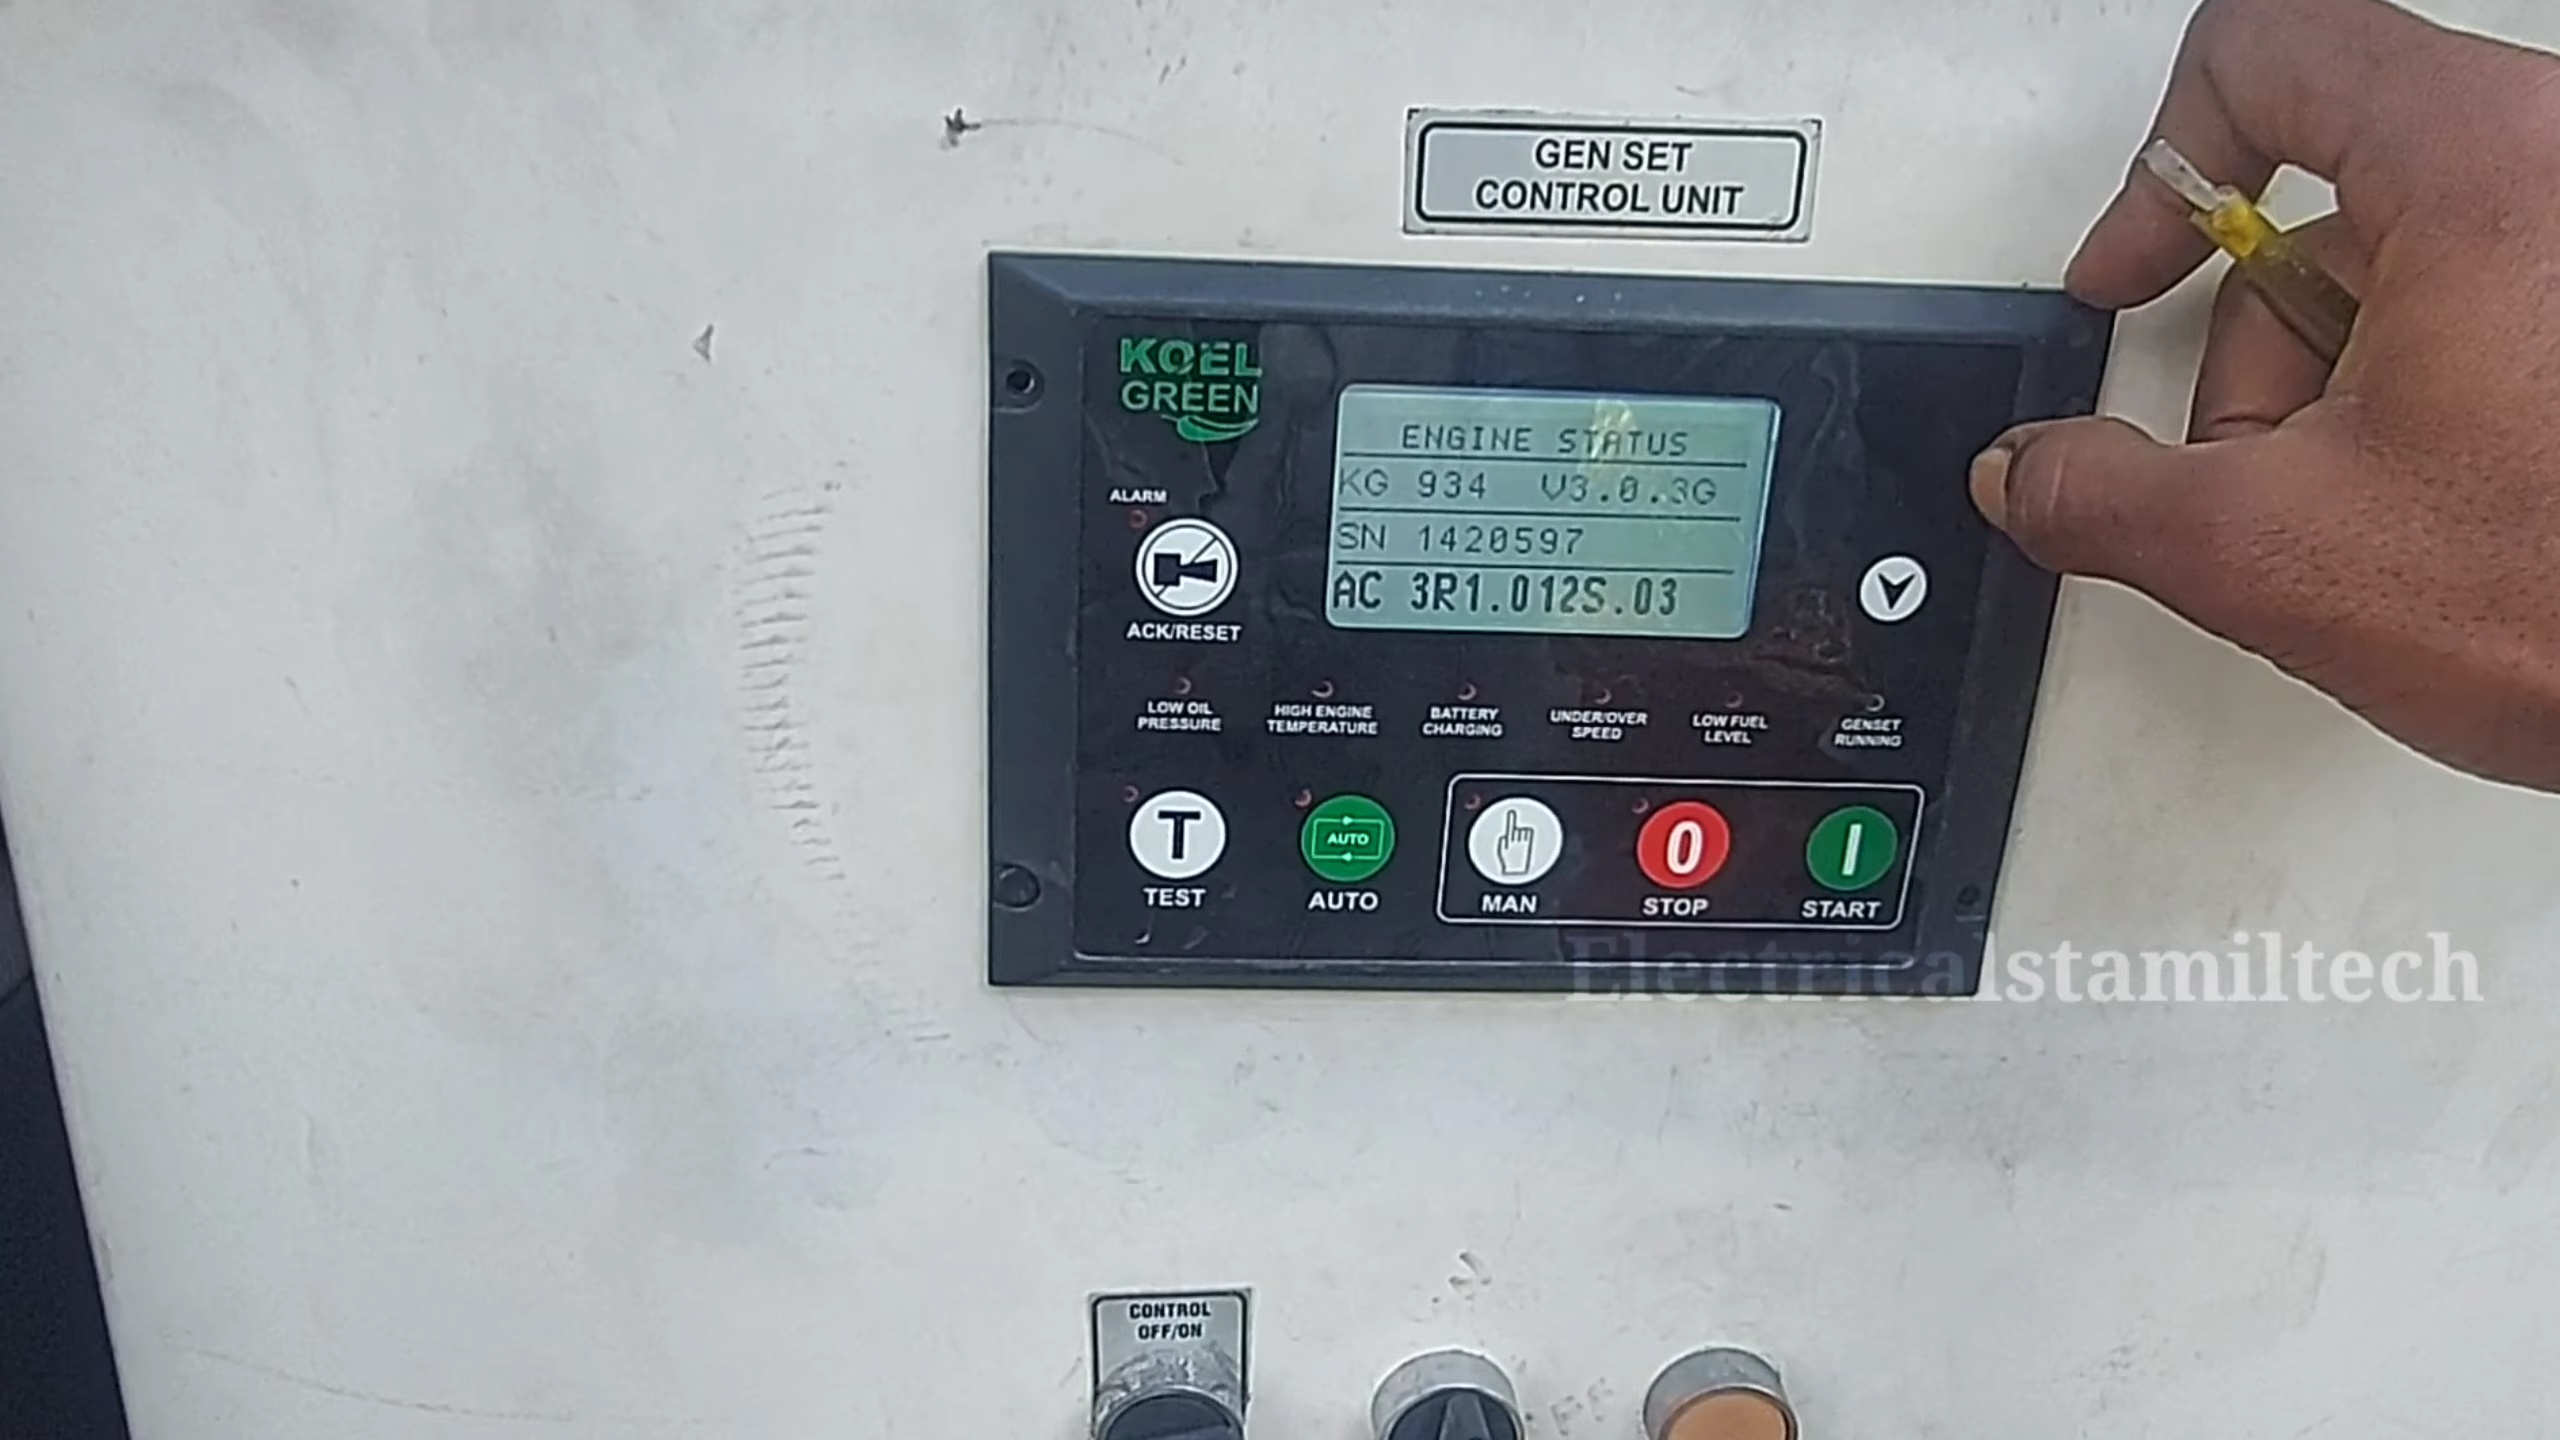 GEN SET
CONTROL UNIT
KOEL
GREEN
ENGINE STATUS
KG 934 V3.0.3G
SN 1420597
AC 3R1.012S.03
ALARM
ACK/RESET
LOW OIL
PRESSURE
HIGH ENGINE
TEMPERATURE
BATTERY
CHARGING
UNDER/OVER
SPEED
LOW FUEL
LEVEL
GENSET
RUNNING
T
TEST
AUTO
AUTO
MAN
0
STOP
I
START
Electricalstamiltech
CONTROL
OFF/ON